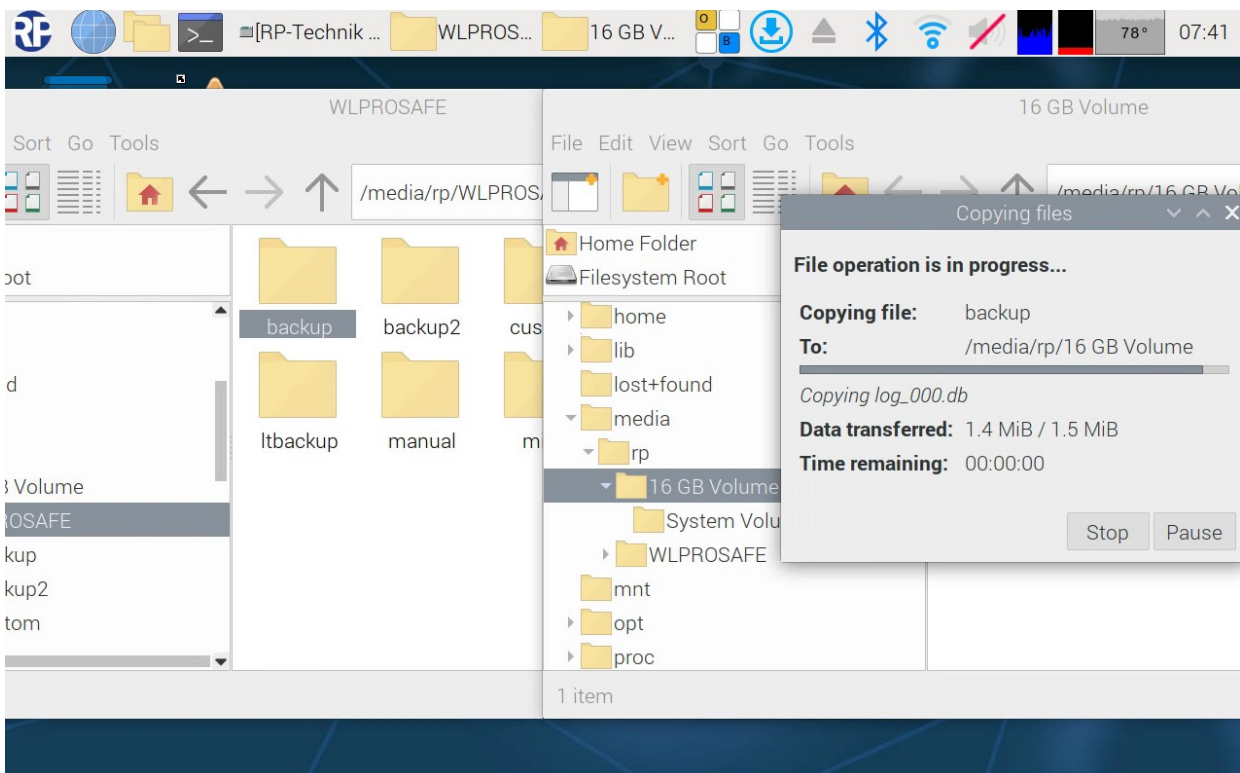 [RP-Technik ...
WLPROS...
16 GB V...
O
B
78°
07:41
WLPROSAFE
Sort Go Tools
/media/rp/WLPROS
oot
d
Volume
ROSAFE
kup
kup2
tom
backup
backup2
cus
ltbackup
manual
m
16 GB Volume
File Edit View Sort Go Tools
/media/rp/16 GB Vo
Home Folder
Filesystem Root
home
lib
lost+found
media
rp
16 GB Volume
System Volu
WLPROSAFE
mnt
opt
proc
1 item
Copying files
File operation is in progress...
Copying file: backup
To: /media/rp/16 GB Volume
Copying log_000.db
Data transferred: 1.4 MiB / 1.5 MiB
Time remaining: 00:00:00
Stop Pause